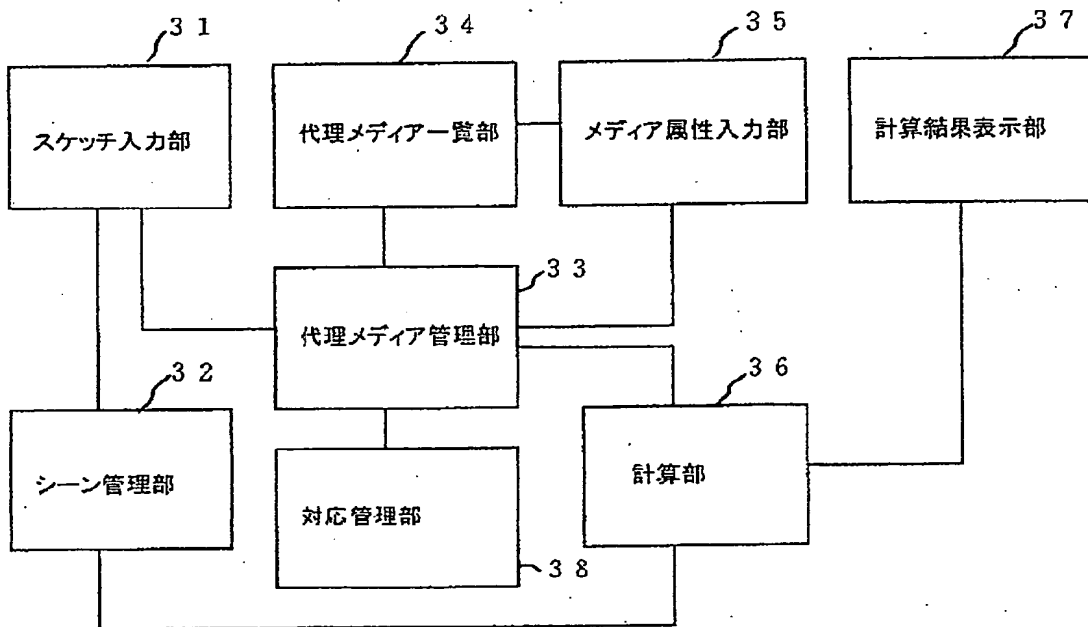 31
34
35
37
スケッチ入力部
代理メディア一覧部
メディア属性入力部
計算結果表示部
33
代理メディア管理部
32
36
シーン管理部
対応管理部
計算部
38